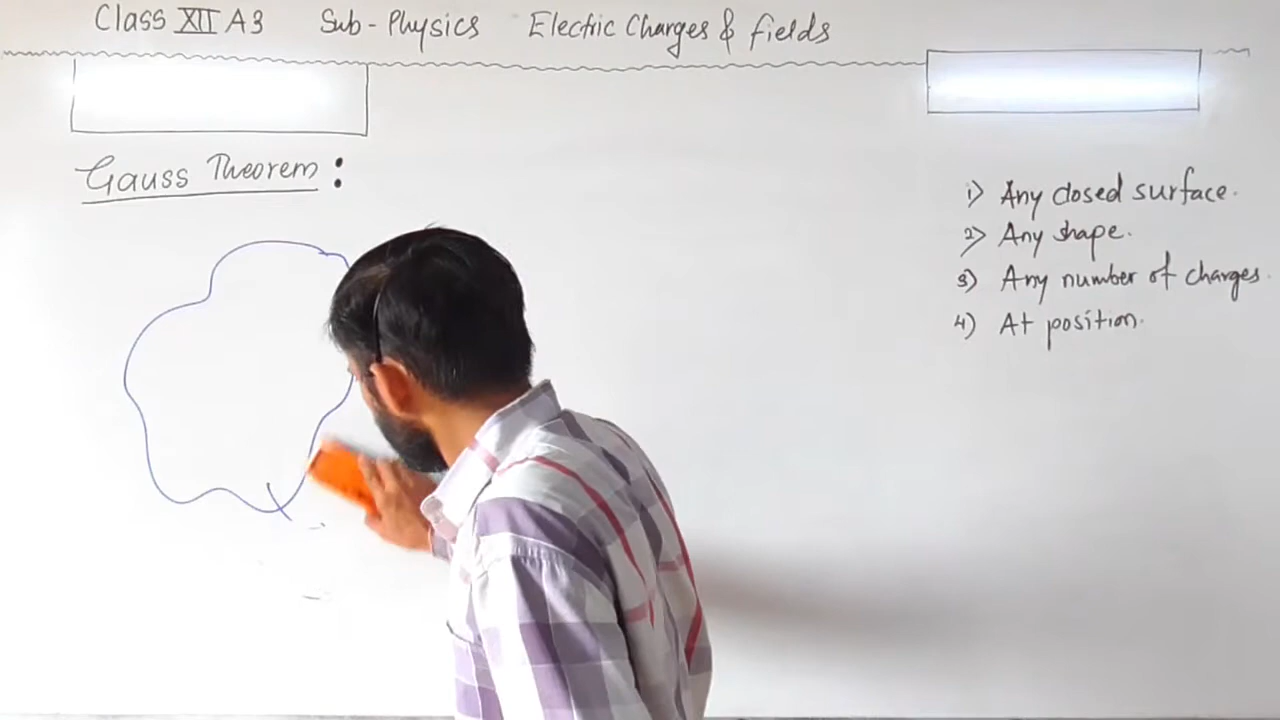 Class XII A3 Sub-Physics Electric Charges & fields
Gauss Theorem :
1) Any closed surface.
2) Any shape.
3) Any number of charges.
4) At position.